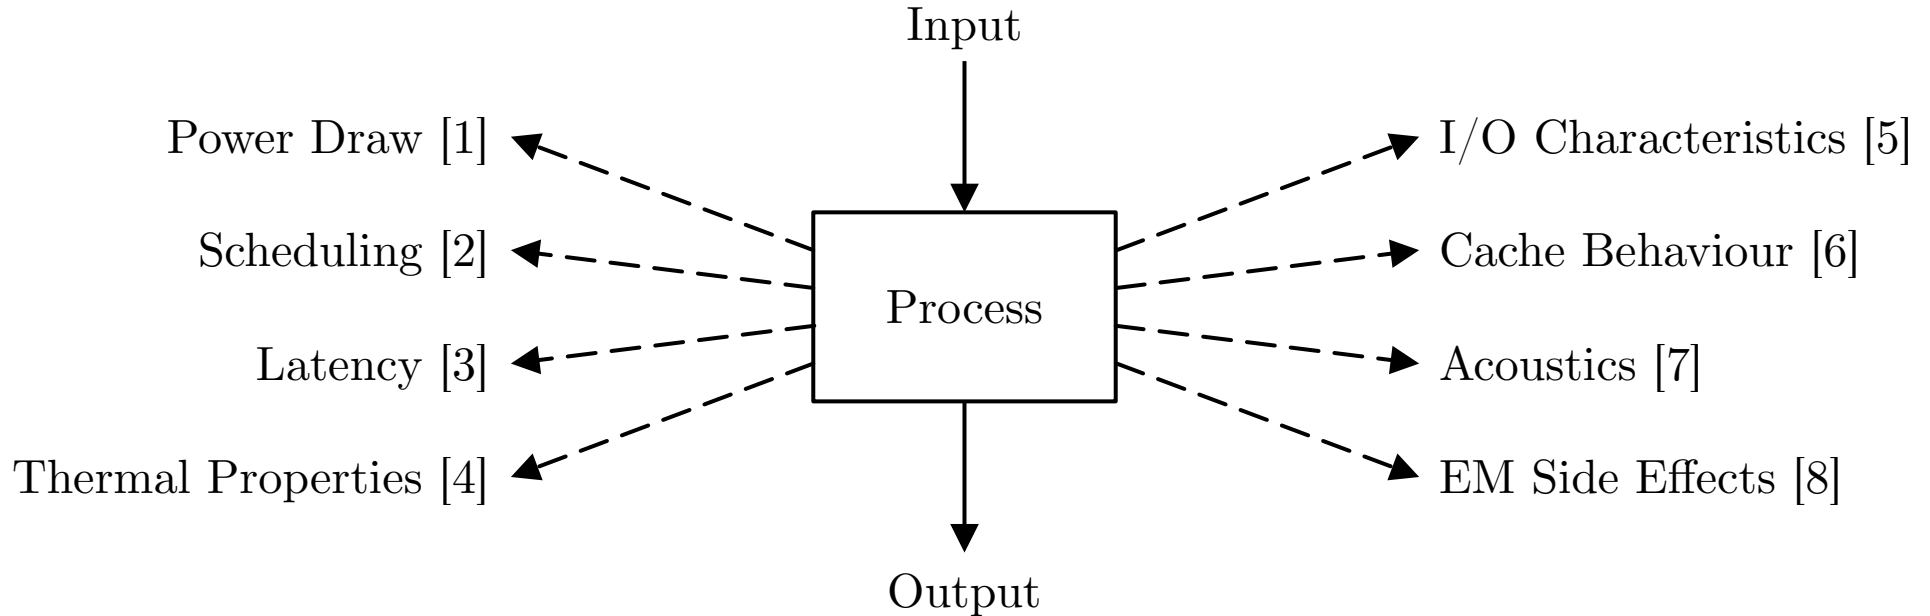 Input
Power Draw [1]
I/O Characteristics [5]
Scheduling [2]
Cache Behaviour [6]
Process
Latency [3]
Acoustics [7]
Thermal Properties [4]
EM Side Effects [8]
Output